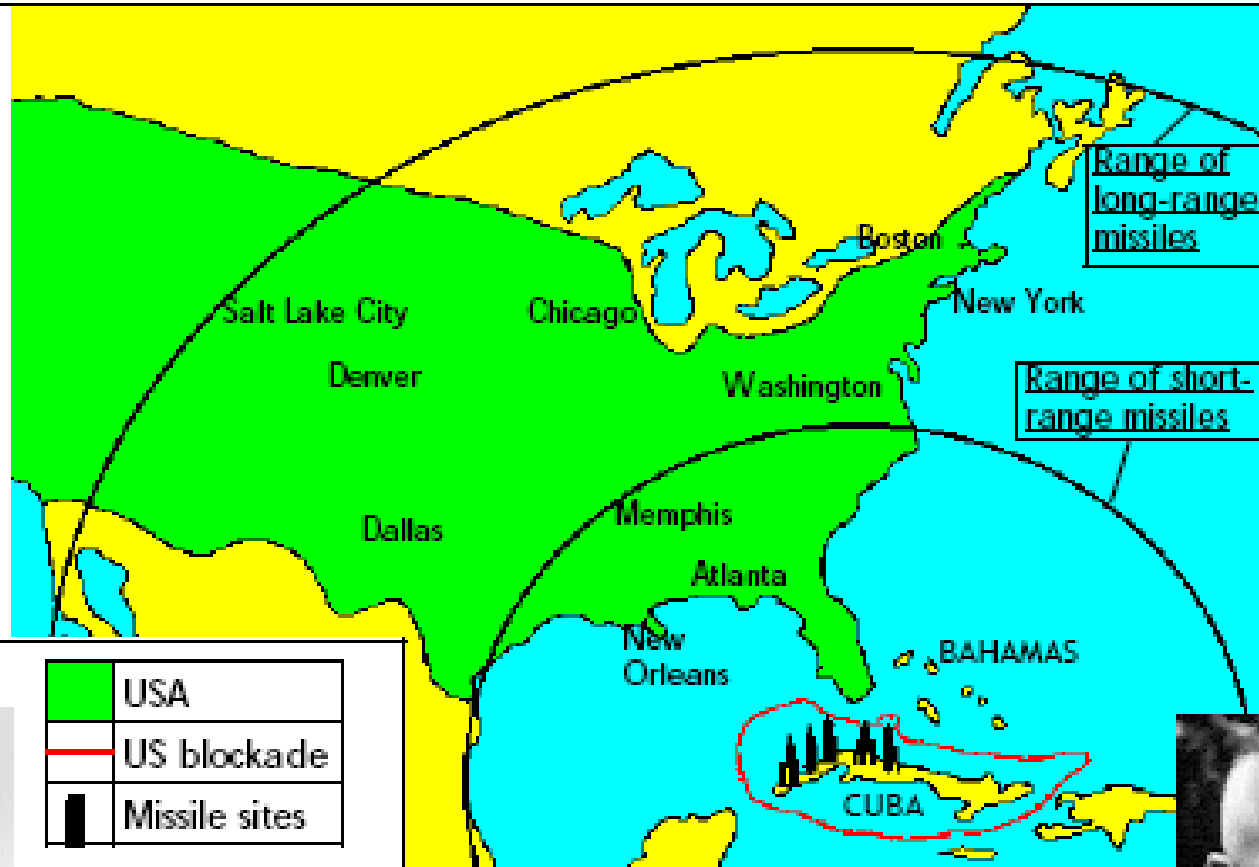 Range of
long-range
missiles
Boston
Salt Lake City
Chicago
New York
Denver
Washington
Range of short-
range missiles
Memphis
Dallas
Atlanta
New
Orleans
BAHAMAS
CUBA
USA
US blockade
Missile sites